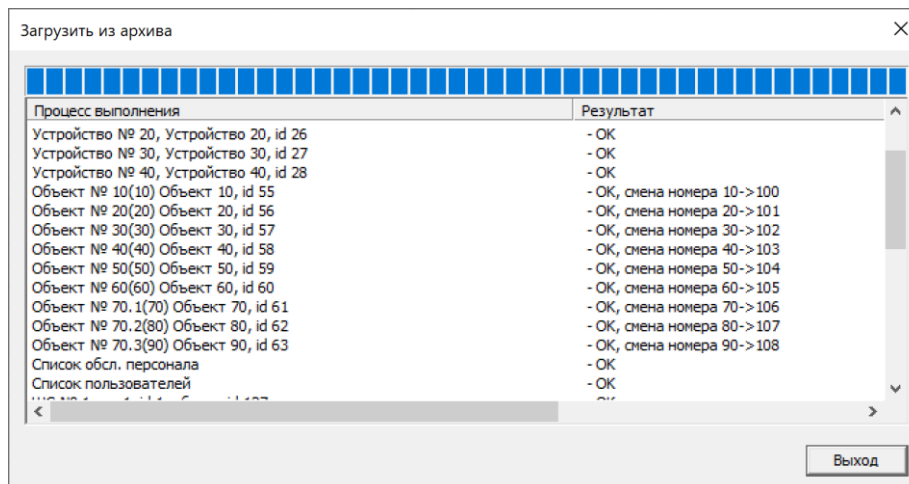 Загрузить из архива
Процесс выполнения Результат
Устройство № 20, Устройство 20, id 26 - OK
Устройство № 30, Устройство 30, id 27 - OK
Устройство № 40, Устройство 40, id 28 - OK
Объект № 10(10) Объект 10, id 55 - OK, смена номера 10->100
Объект № 20(20) Объект 20, id 56 - OK, смена номера 20->101
Объект № 30(30) Объект 30, id 57 - OK, смена номера 30->102
Объект № 40(40) Объект 40, id 58 - OK, смена номера 40->103
Объект № 50(50) Объект 50, id 59 - OK, смена номера 50->104
Объект № 60(60) Объект 60, id 60 - OK, смена номера 60->105
Объект № 70.1(70) Объект 70, id 61 - OK, смена номера 70->106
Объект № 70.2(80) Объект 80, id 62 - OK, смена номера 80->107
Объект № 70.3(90) Объект 90, id 63 - OK, смена номера 90->108
Список обсл. персонала - OK
Список пользователей - OK
Выход